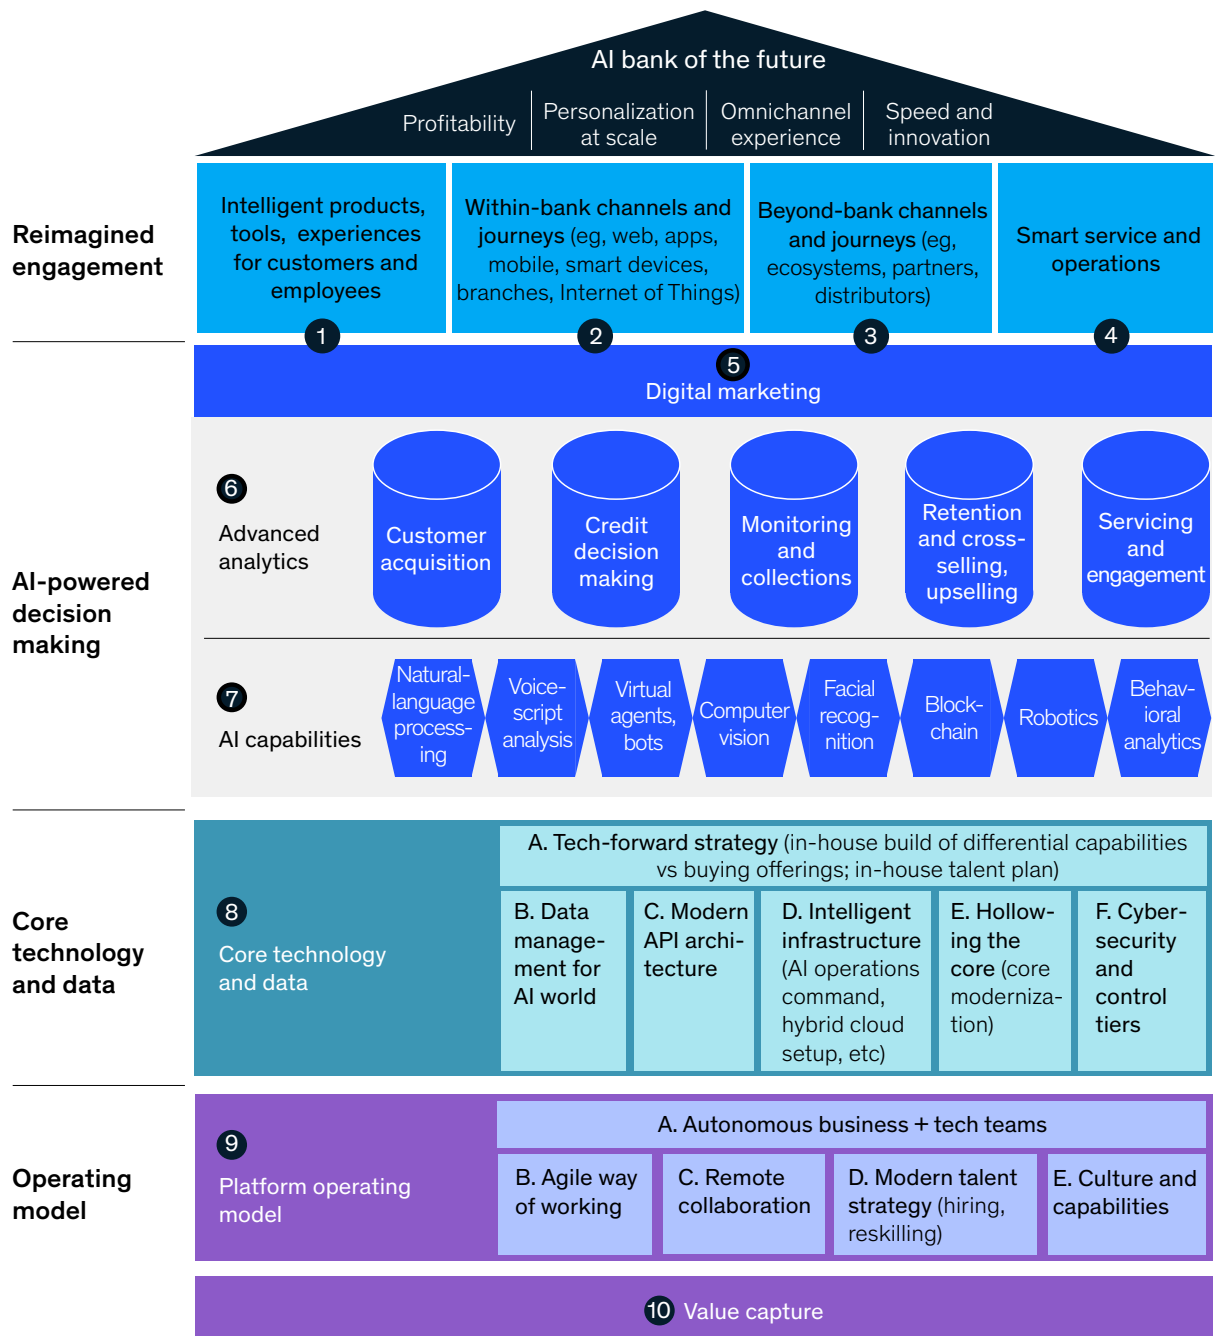 AI bank of the future
Profitability
Personalization
at scale
Omnichannel
experience
Speed and
innovation
Reimagined
engagement
Intelligent products,
tools, experiences
for customers and
employees
1
Within-bank channels and
journeys (eg, web, apps,
mobile, smart devices,
branches, Internet of Things)
2
Beyond-bank channels
and journeys (eg,
ecosystems, partners,
distributors)
3
Smart service and
operations
4
AI-powered
decision
making
5
Digital marketing
6
Advanced
analytics
Customer
acquisition
Credit
decision
making
Monitoring
and
collections
Retention
and cross-
selling,
upselling
Servicing
and
engagement
7
AI capabilities
Natural-
language
process-
ing
Voice-
script
analysis
Virtual
agents,
bots
Computer
vision
Facial
recog-
nition
Block-
chain
Robotics
Behav-
ioral
analytics
Core
technology
and data
8
Core technology
and data
A. Tech-forward strategy (in-house build of differential capabilities
vs buying offerings; in-house talent plan)
B. Data
manage-
ment for
AI world
C. Modern
API archi-
tecture
D. Intelligent
infrastructure
(AI operations
command,
hybrid cloud
setup, etc)
E. Hollow-
ing the
core (core
moderniza-
tion)
F. Cyber-
security
and
control
tiers
Operating
model
9
Platform operating
model
A. Autonomous business + tech teams
B. Agile way
of working
C. Remote
collaboration
D. Modern talent
strategy (hiring,
reskilling)
E. Culture and
capabilities
10 Value capture